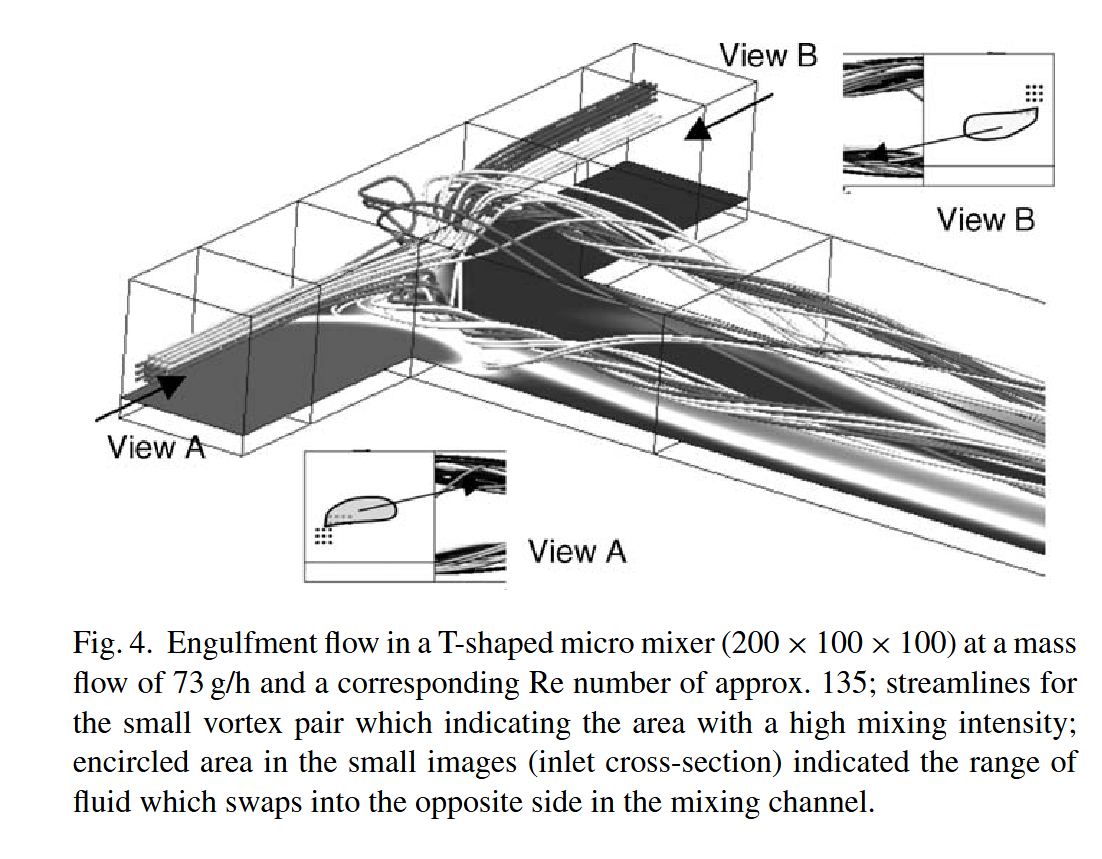 View B
View B
View A
View A
Fig. 4. Engulfment flow in a T-shaped micro mixer (200 × 100 × 100) at a mass
flow of 73 g/h and a corresponding Re number of approx. 135; streamlines for
the small vortex pair which indicating the area with a high mixing intensity;
encircled area in the small images (inlet cross-section) indicated the range of
fluid which swaps into the opposite side in the mixing channel.